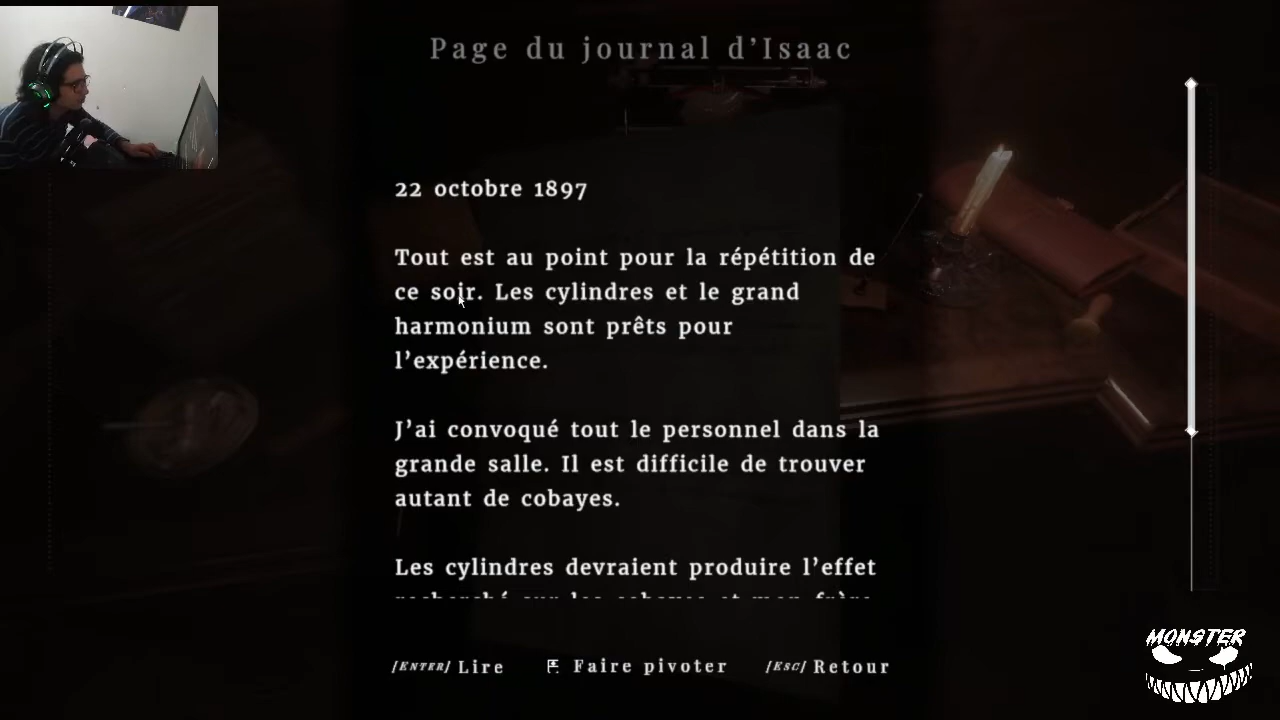 Page du journal d’Isaac
22 octobre 1897
Tout est au point pour la répétition de
ce soir. Les cylindres et le grand
harmonium sont prêts pour
l’expérience.
J’ai convoqué tout le personnel dans la
grande salle. Il est difficile de trouver
autant de cobayes.
Les cylindres devraient produire l’effet
[ENTER] Lire Faire pivoter [ESC] Retour
MONSTER